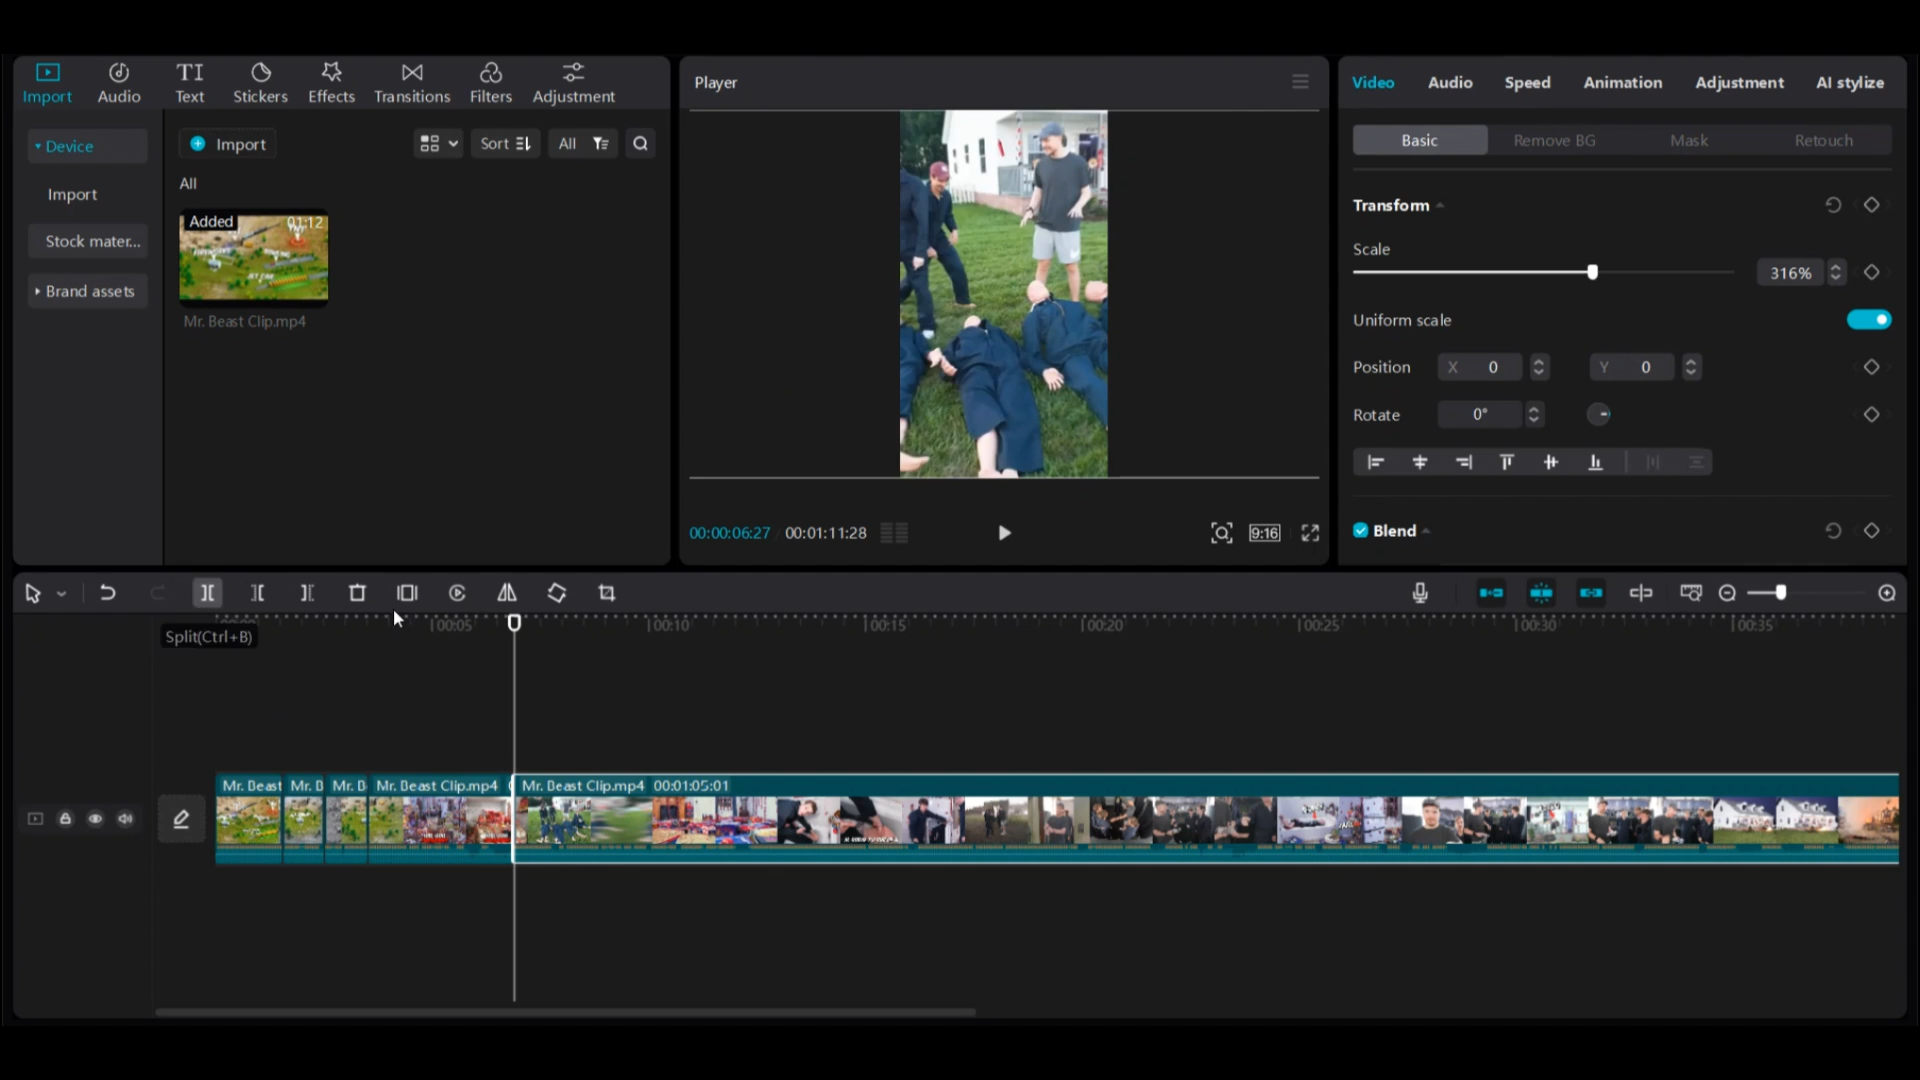 Import
Audio
Text
Stickers
Effects
Transitions
Filters
Adjustment
Device
Import
Stock mater...
Brand assets
Import
Sort
All
All
Added
01:12
JET CAR
Mr. Beast Clip.mp4
Player
00:00:06:27
00:01:11:28
9:16
Video
Audio
Speed
Animation
Adjustment
AI stylize
Basic
Remove BG
Mask
Retouch
Transform
Scale
316%
Uniform scale
Position
X 0
Y 0
Rotate
0°
Blend
Split(Ctrl+B)
00:05
00:10
00:15
00:20
00:25
00:30
00:35
Mr. Beast
Mr. B
Mr. B
Mr. Beast Clip.mp4
Mr. Beast Clip.mp4 00:01:05:01